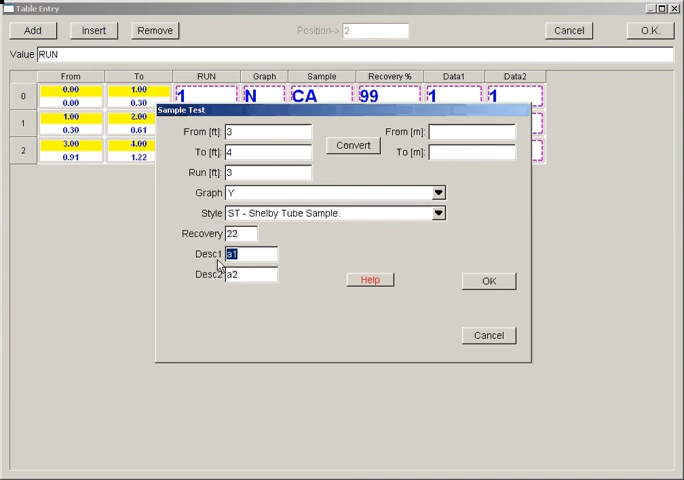 Table Entry
Add Insert Remove Position-> 2 Cancel O.K.
Value RUN
From To RUN Graph Sample Recovery % Data1 Data2
0 0.00 1.00 1 N CA 99 1 1
0.00 0.30
1 1.00 2.00
0.30 0.61
2 3.00 4.00
0.91 1.22
Sample Test
From [ft]: 3 From [m]:
To [ft]: 4 Convert To [m]:
Run [ft]: 3
Graph Y
Style ST - Shelby Tube Sample.
Recovery 22
Desc1 a1
Desc2 a2 Help OK
Cancel